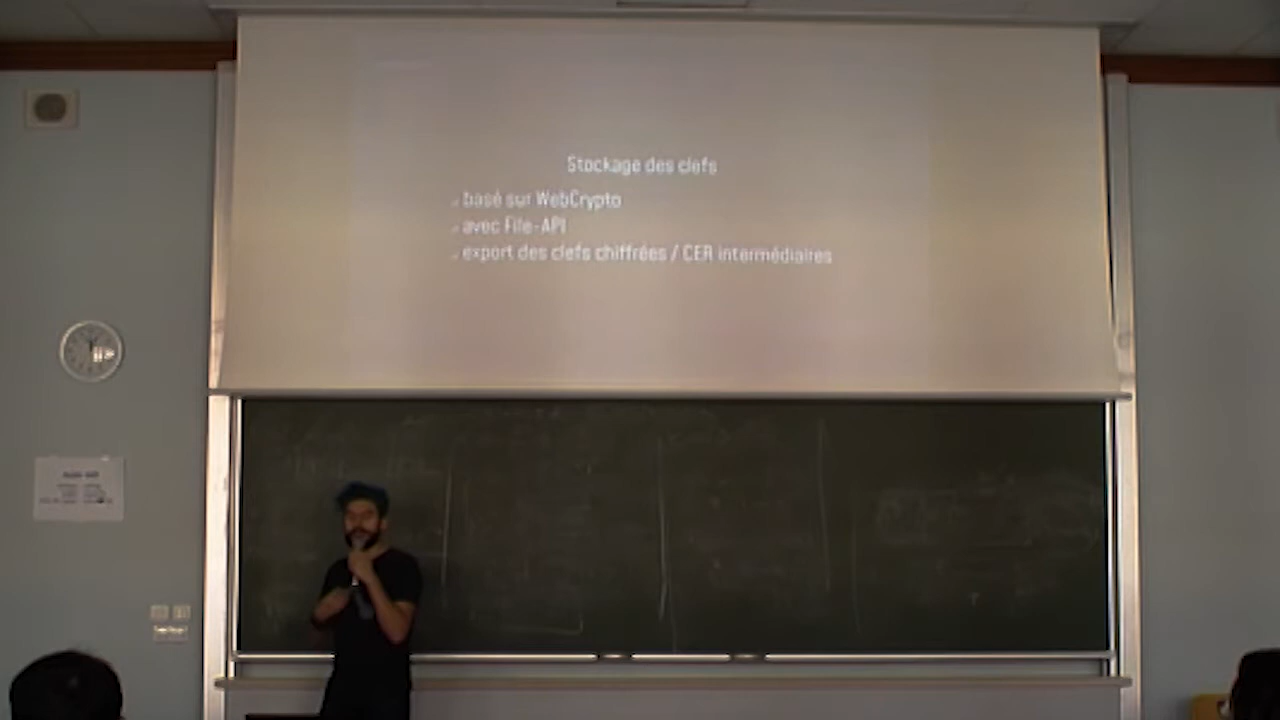 Stockage des clefs
basé sur WebCrypto
avec File-API
export des clefs chiffrées / CER intermédiaires